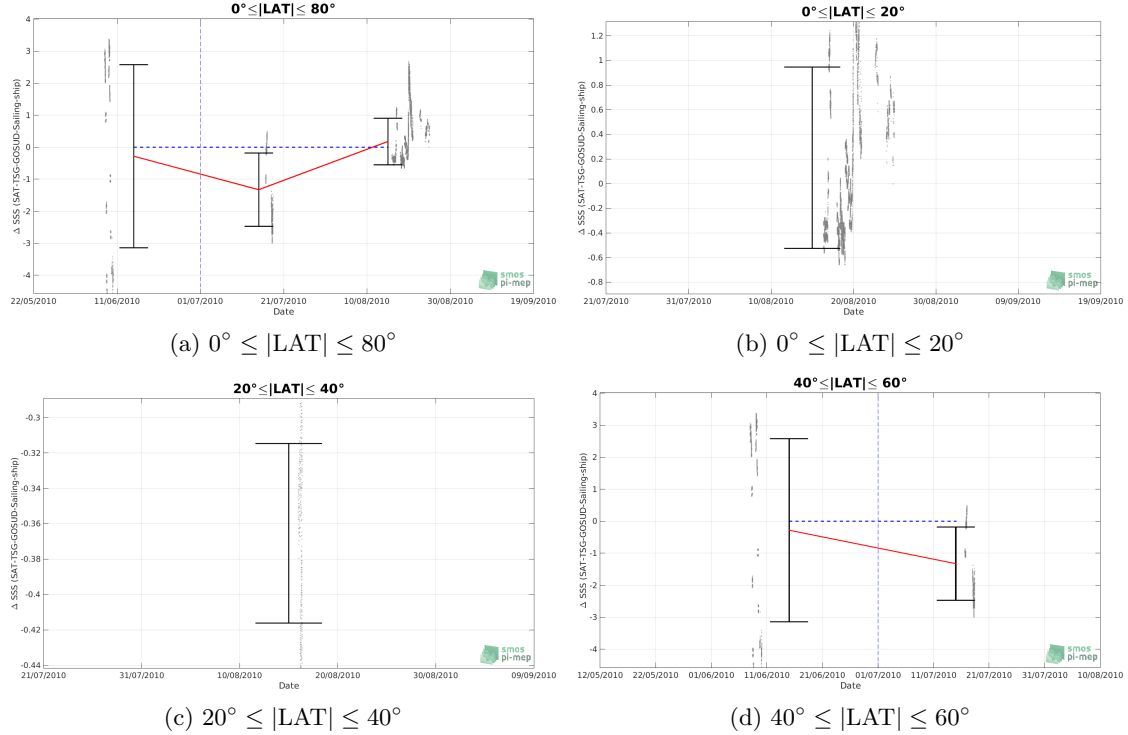 0°≤|LAT|≤ 80°
4
3
2
1
0
-1
-2
-3
-4
Δ SSS (SAT-TSG-GOSUD-Sailing-ship)
22/05/2010 11/06/2010 01/07/2010 21/07/2010 10/08/2010 30/08/2010 19/09/2010
Date
smos
pi-mep
(a) 0° ≤ |LAT| ≤ 80°
0°≤|LAT|≤ 20°
1.2
1
0.8
0.6
0.4
0.2
0
-0.2
-0.4
-0.6
-0.8
Δ SSS (SAT-TSG-GOSUD-Sailing-ship)
21/07/2010 31/07/2010 10/08/2010 20/08/2010 30/08/2010 09/09/2010 19/09/2010
Date
smos
pi-mep
(b) 0° ≤ |LAT| ≤ 20°
20°≤|LAT|≤ 40°
-0.3
-0.32
-0.34
-0.36
-0.38
-0.4
-0.42
-0.44
Δ SSS (SAT-TSG-GOSUD-Sailing-ship)
21/07/2010 31/07/2010 10/08/2010 20/08/2010 30/08/2010 09/09/2010
Date
smos
pi-mep
(c) 20° ≤ |LAT| ≤ 40°
40°≤|LAT|≤ 60°
4
3
2
1
0
-1
-2
-3
-4
Δ SSS (SAT-TSG-GOSUD-Sailing-ship)
12/05/2010 22/05/2010 01/06/2010 11/06/2010 21/06/2010 01/07/2010 11/07/2010 21/07/2010 31/07/2010 10/08/2010
Date
smos
pi-mep
(d) 40° ≤ |LAT| ≤ 60°